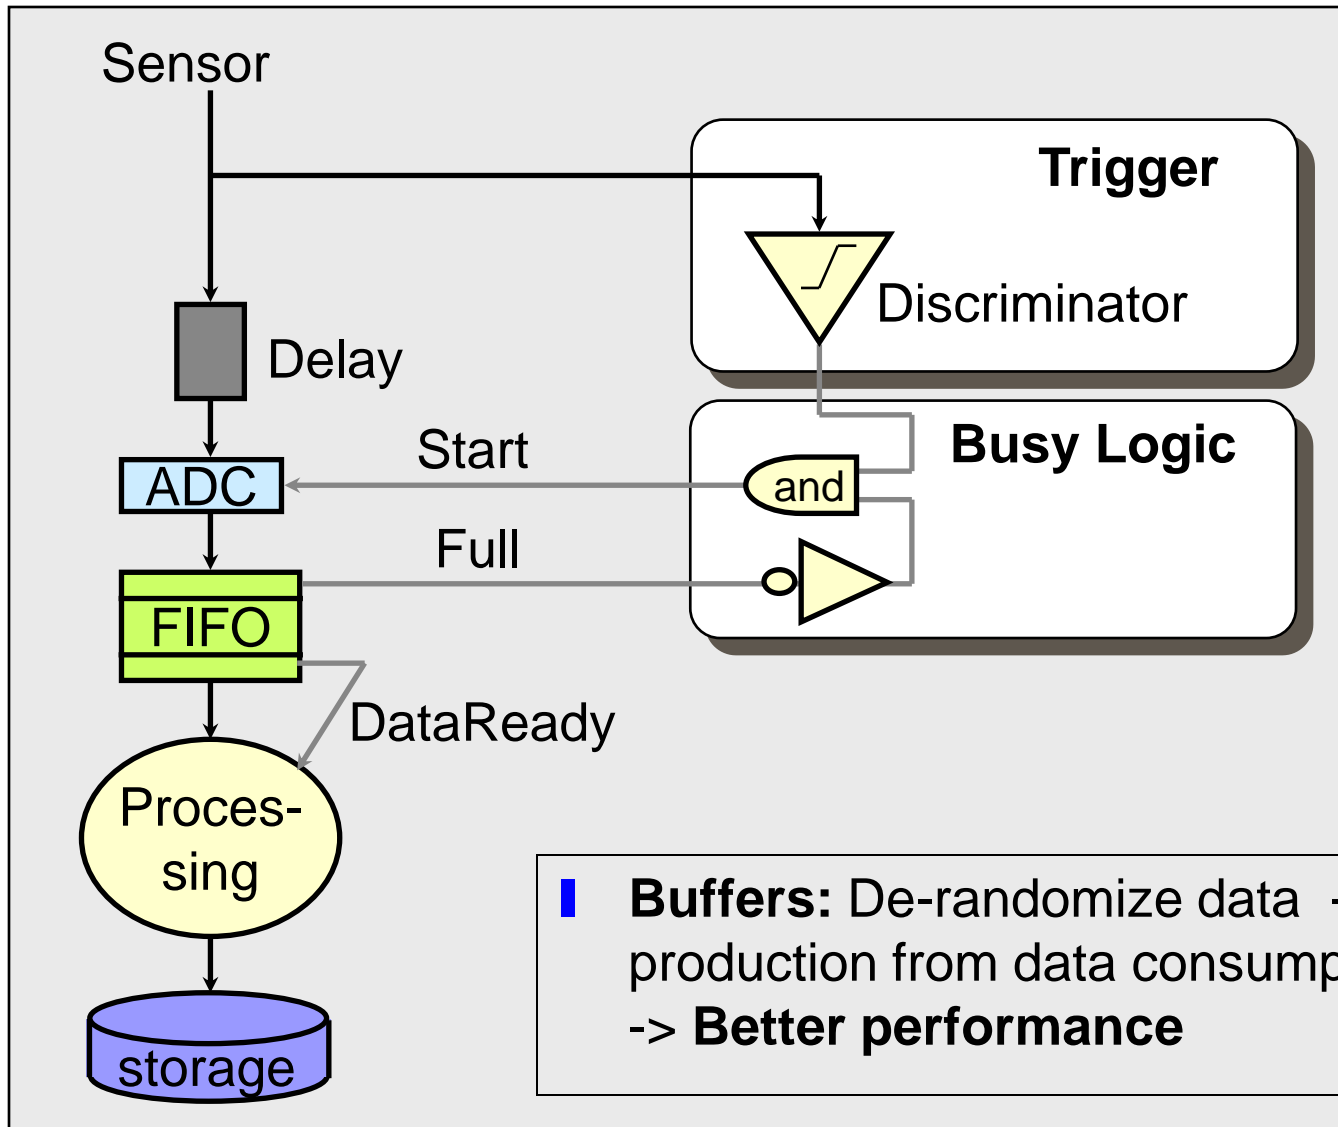 Sensor
Trigger
Discriminator
Delay
Start
Busy Logic
ADC
and
Full
FIFO
DataReady
Proces-
sing
Buffers: De-randomize data -
production from data consump
-> Better performance
storage